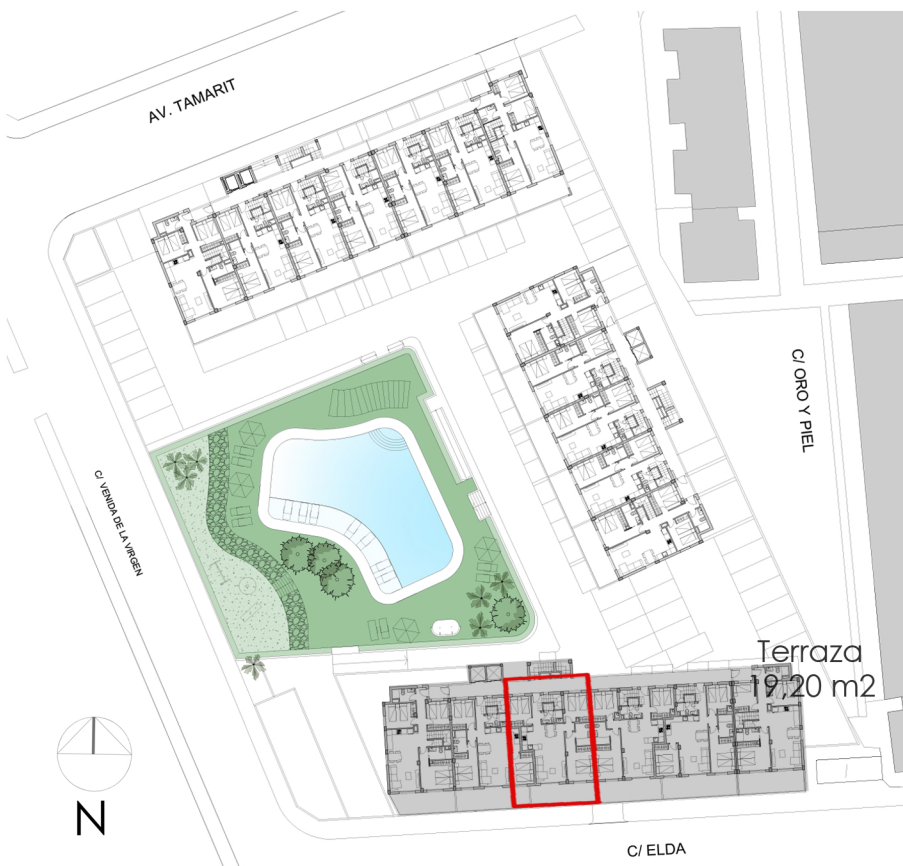 AV. TAMARIT
C/ ORO Y PIEL
C/ VENIDA DE LA VIRGEN
Terraza
19,20 m2
N
C/ ELDA